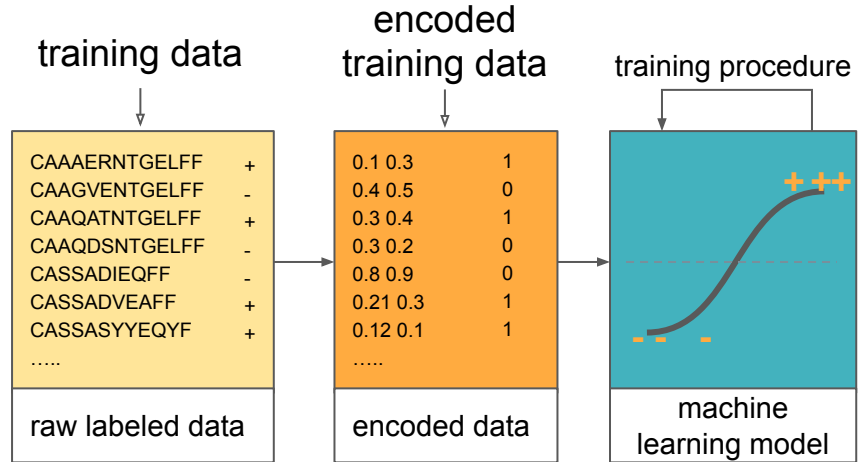 training data
encoded
training data
training procedure
CAAAERNTGELFF +
CAAGVENTGELFF -
CAAQATNTGELFF +
CAAQDSNTGELFF -
CASSADIEQFF -
CASSADVEAFF +
CASSASYYEQYF +
…..
raw labeled data
0.1 0.3 1
0.4 0.5 0
0.3 0.4 1
0.3 0.2 0
0.8 0.9 0
0.21 0.3 1
0.12 0.1 1
…..
encoded data
+ ++
- - -
machine
learning model